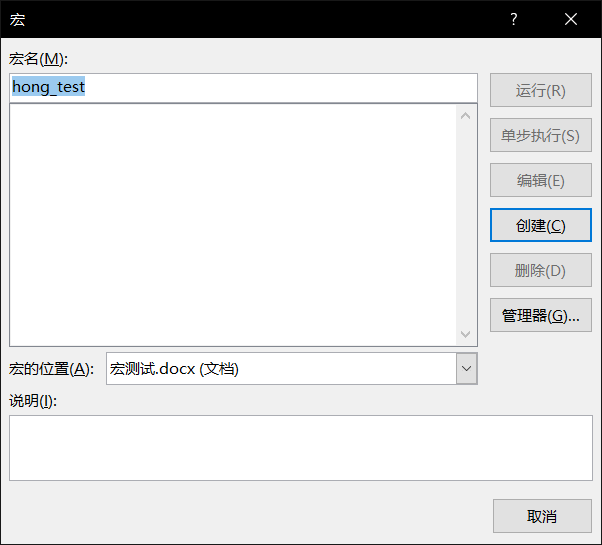 宏
?
宏名(M):
hong_test
运行(R)
单步执行(S)
编辑(E)
创建(C)
删除(D)
管理器(G)...
宏的位置(A): 宏测试.docx (文档)
说明(I):
取消